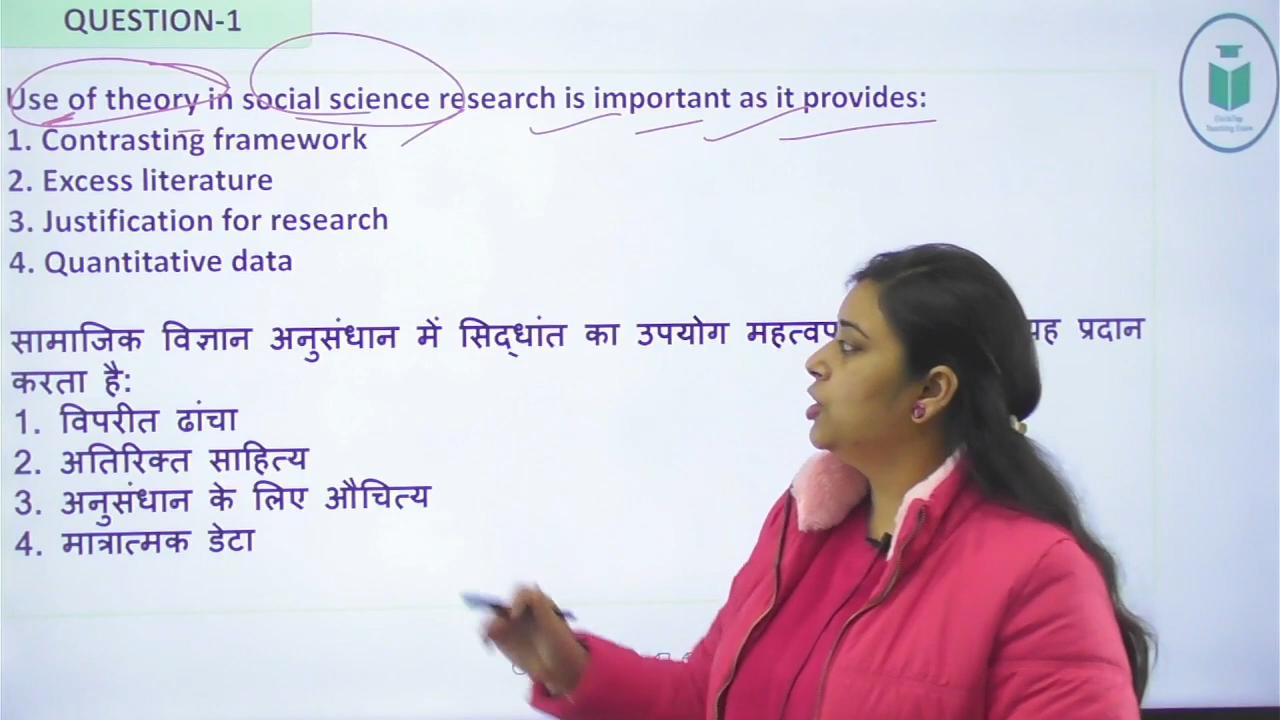 QUESTION-1
Use of theory in social science research is important as it provides:
1. Contrasting framework
2. Excess literature
3. Justification for research
4. Quantitative data
सामाजिक विज्ञान अनुसंधान में सिद्धांत का उपयोग प्रदान
करता है:
1. विपरीत ढांचा
2. अतिरिक्त साहित्य
3. अनुसंधान के लिए औचित्य
4. मात्रात्मक डेटा